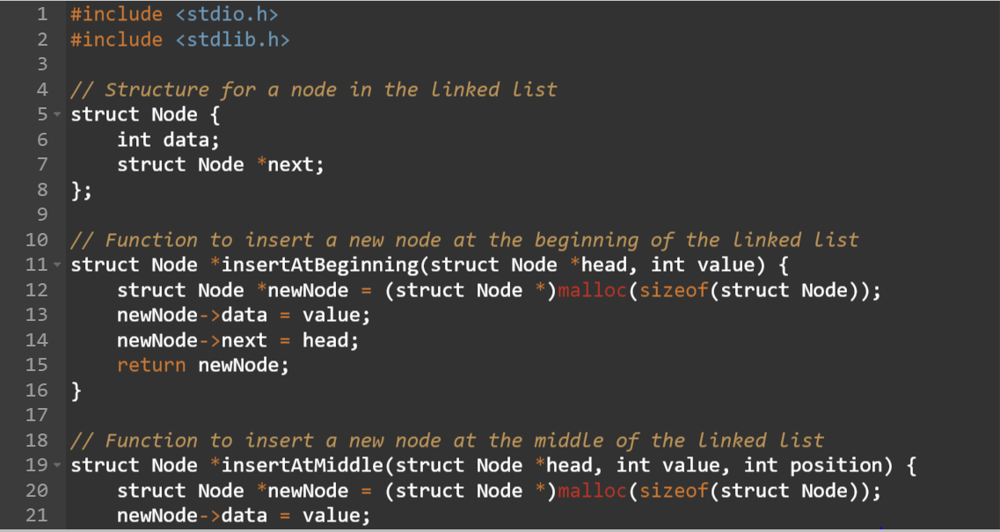 1 #include <stdio.h>
2 #include <stdlib.h>
3
4 // Structure for a node in the linked list
5 struct Node {
6     int data;
7     struct Node *next;
8 };
9
10 // Function to insert a new node at the beginning of the linked list
11 struct Node *insertAtBeginning(struct Node *head, int value) {
12     struct Node *newNode = (struct Node *)malloc(sizeof(struct Node));
13     newNode->data = value;
14     newNode->next = head;
15     return newNode;
16 }
17
18 // Function to insert a new node at the middle of the linked list
19 struct Node *insertAtMiddle(struct Node *head, int value, int position) {
20     struct Node *newNode = (struct Node *)malloc(sizeof(struct Node));
21     newNode->data = value;